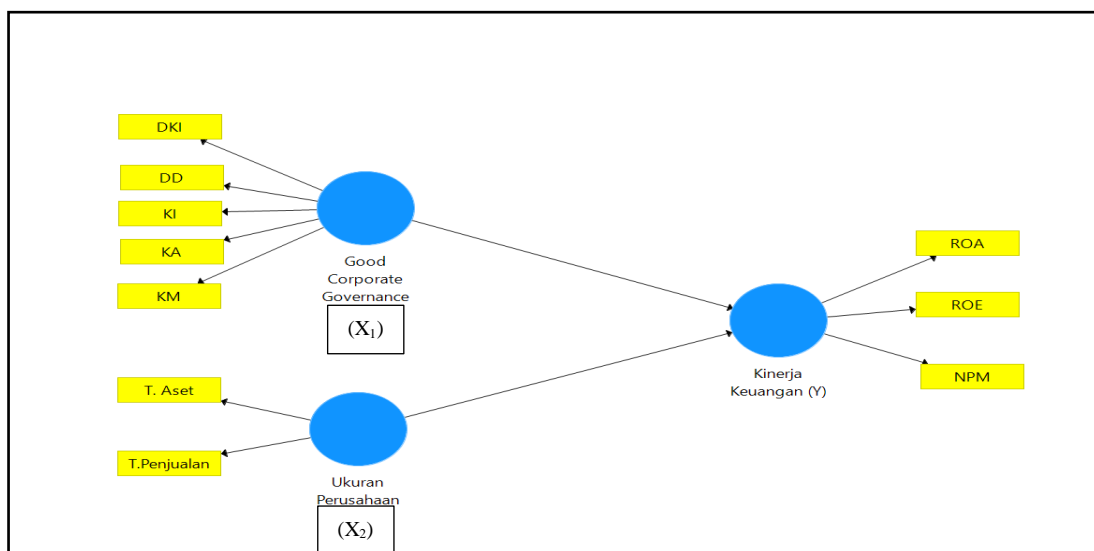 DKI
DD
KI
KA
KM
Good
Corporate
Governance
(X₁)
T. Aset
T.Penjualan
Ukuran
Perusahaan
(X₂)
ROA
ROE
NPM
Kinerja
Keuangan (Y)